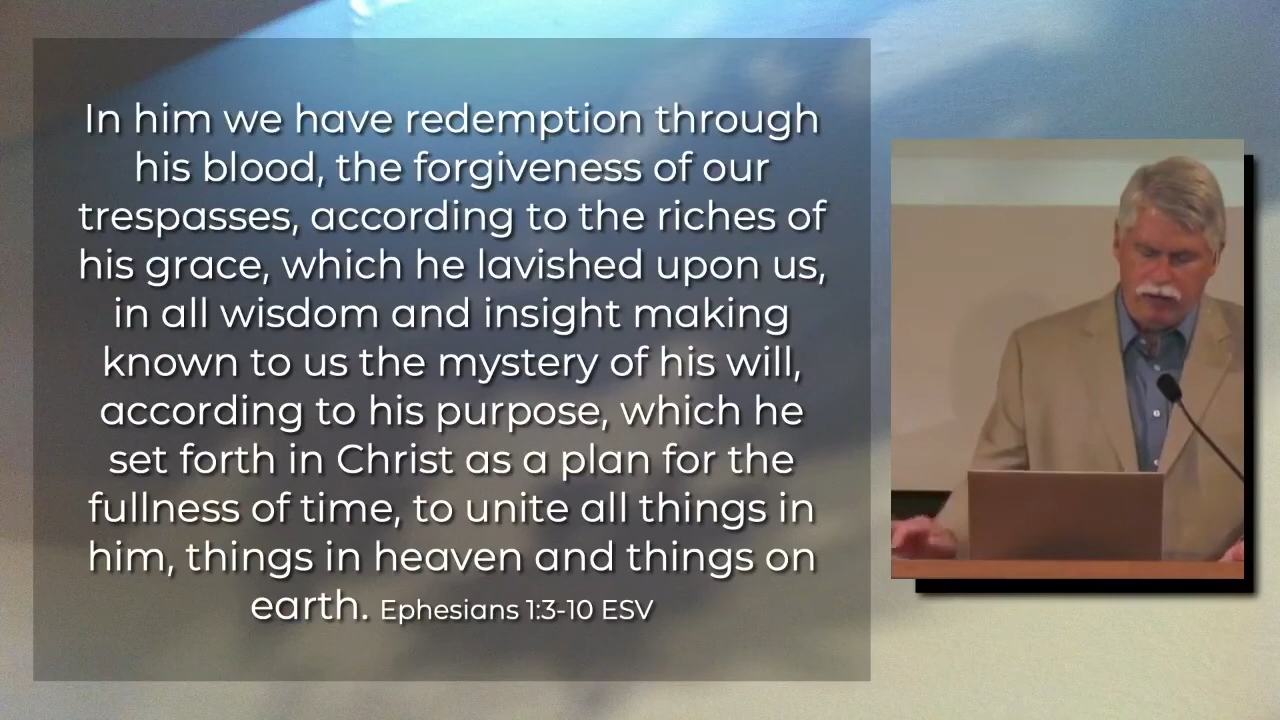 In him we have redemption through
his blood, the forgiveness of our
trespasses, according to the riches of
his grace, which he lavished upon us,
in all wisdom and insight making
known to us the mystery of his will,
according to his purpose, which he
set forth in Christ as a plan for the
fullness of time, to unite all things in
him, things in heaven and things on
earth. Ephesians 1:3-10 ESV